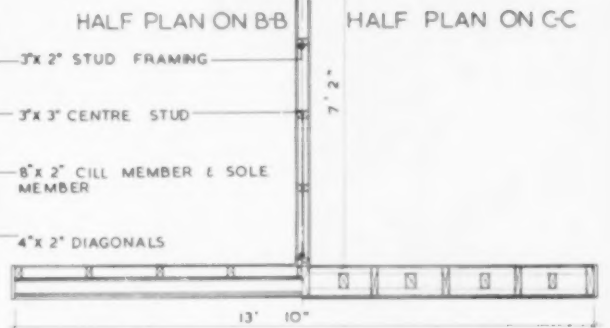 HALF PLAN ON B-B
HALF PLAN ON C-C
3"X 2" STUD FRAMING
7' 2"
3"X 3" CENTRE STUD
8"X 2" CILL MEMBER & SOLE
MEMBER
4"X 2" DIAGONALS
13' 10"